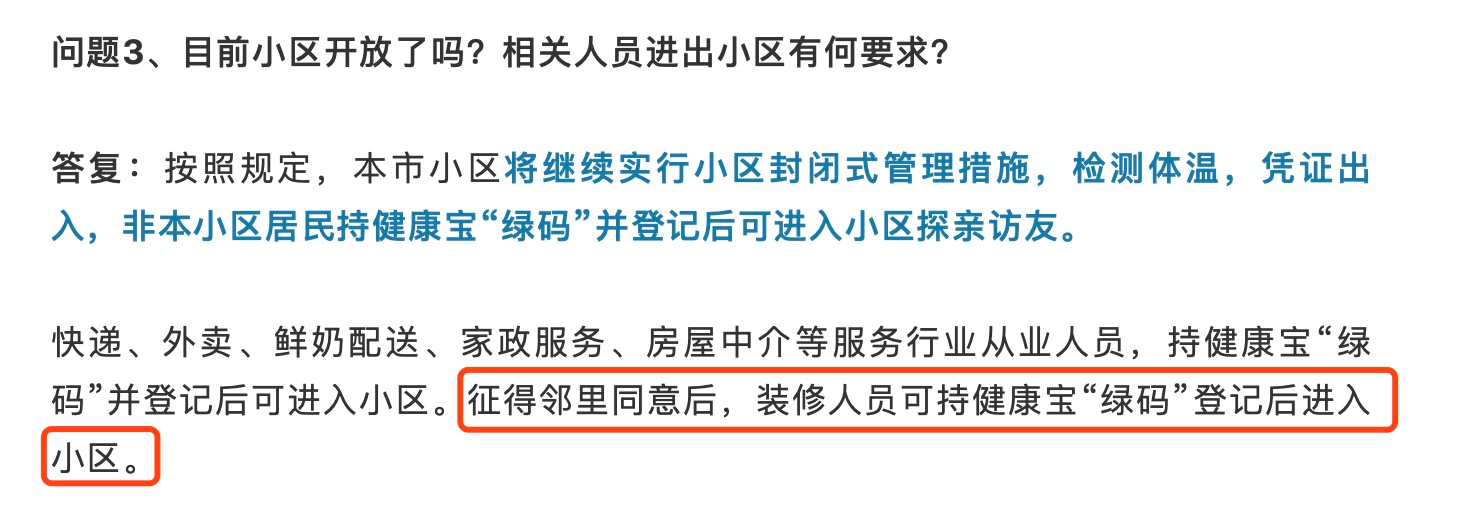 问题3、目前小区开放了吗？相关人员进出小区有何要求？
答复：按照规定，本市小区将继续实行小区封闭式管理措施，检测体温，凭证出
入，非本小区居民持健康宝“绿码”并登记后可进入小区探亲访友。
快递、外卖、鲜奶配送、家政服务、房屋中介等服务行业从业人员，持健康宝“绿
码”并登记后可进入小区。征得邻里同意后，装修人员可持健康宝“绿码”登记后进入
小区。